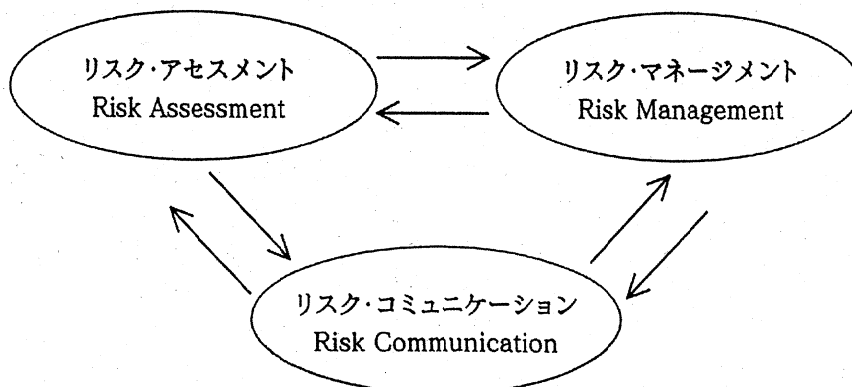 リスク・アセスメント
Risk Assessment
リスク・マネージメント
Risk Management
リスク・コミュニケーション
Risk Communication